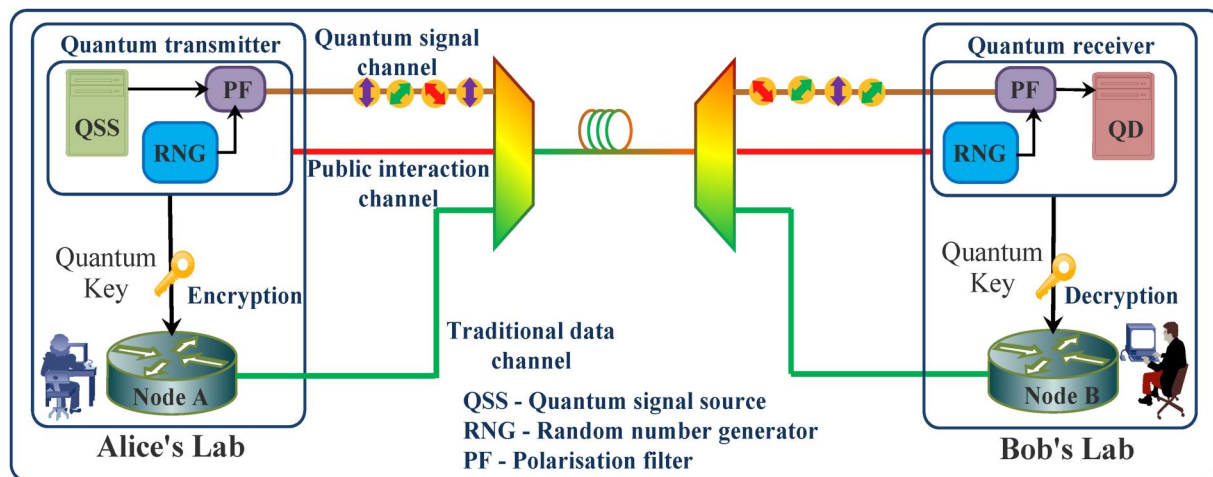 Quantum transmitter
QSS
PF
RNG
Quantum signal
channel
Public interaction
channel
Quantum
Key
Encryption
Node A
Alice's Lab
Traditional data
channel
QSS - Quantum signal source
RNG - Random number generator
PF - Polarisation filter
Quantum receiver
PF
QD
RNG
Quantum
Key
Decryption
Node B
Bob's Lab